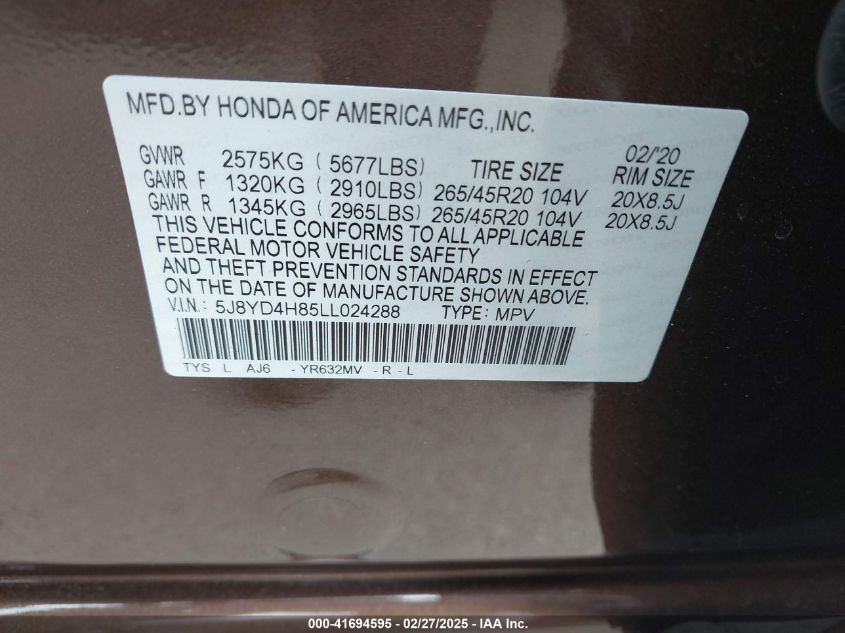 MFD.BY HONDA OF AMERICA MFG.,INC.
02/'20
GVWR 2575KG ( 5677LBS) TIRE SIZE RIM SIZE
GAWR F 1320KG ( 2910LBS) 265/45R20 104V 20X8.5J
GAWR R 1345KG ( 2965LBS) 265/45R20 104V 20X8.5J
THIS VEHICLE CONFORMS TO ALL APPLICABLE
FEDERAL MOTOR VEHICLE SAFETY
AND THEFT PREVENTION STANDARDS IN EFFECT
ON THE DATE OF MANUFACTURE SHOWN ABOVE.
V.I.N.: 5J8YD4H85LL024288 TYPE: MPV
TYS L AJ6 -YR632MV -R -L
000-41694595 - 02/27/2025 - IAA Inc.